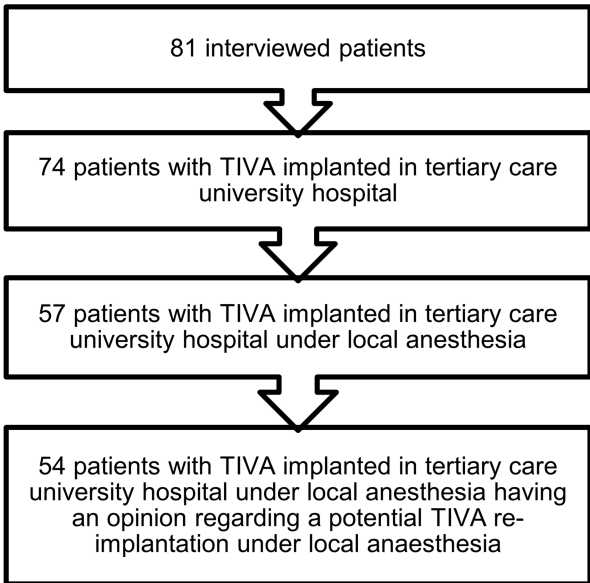 81 interviewed patients
74 patients with TIVA implanted in tertiary care
university hospital
57 patients with TIVA implanted in tertiary care
university hospital under local anesthesia
54 patients with TIVA implanted in tertiary care
university hospital under local anesthesia having
an opinion regarding a potential TIVA re-
implantation under local anaesthesia